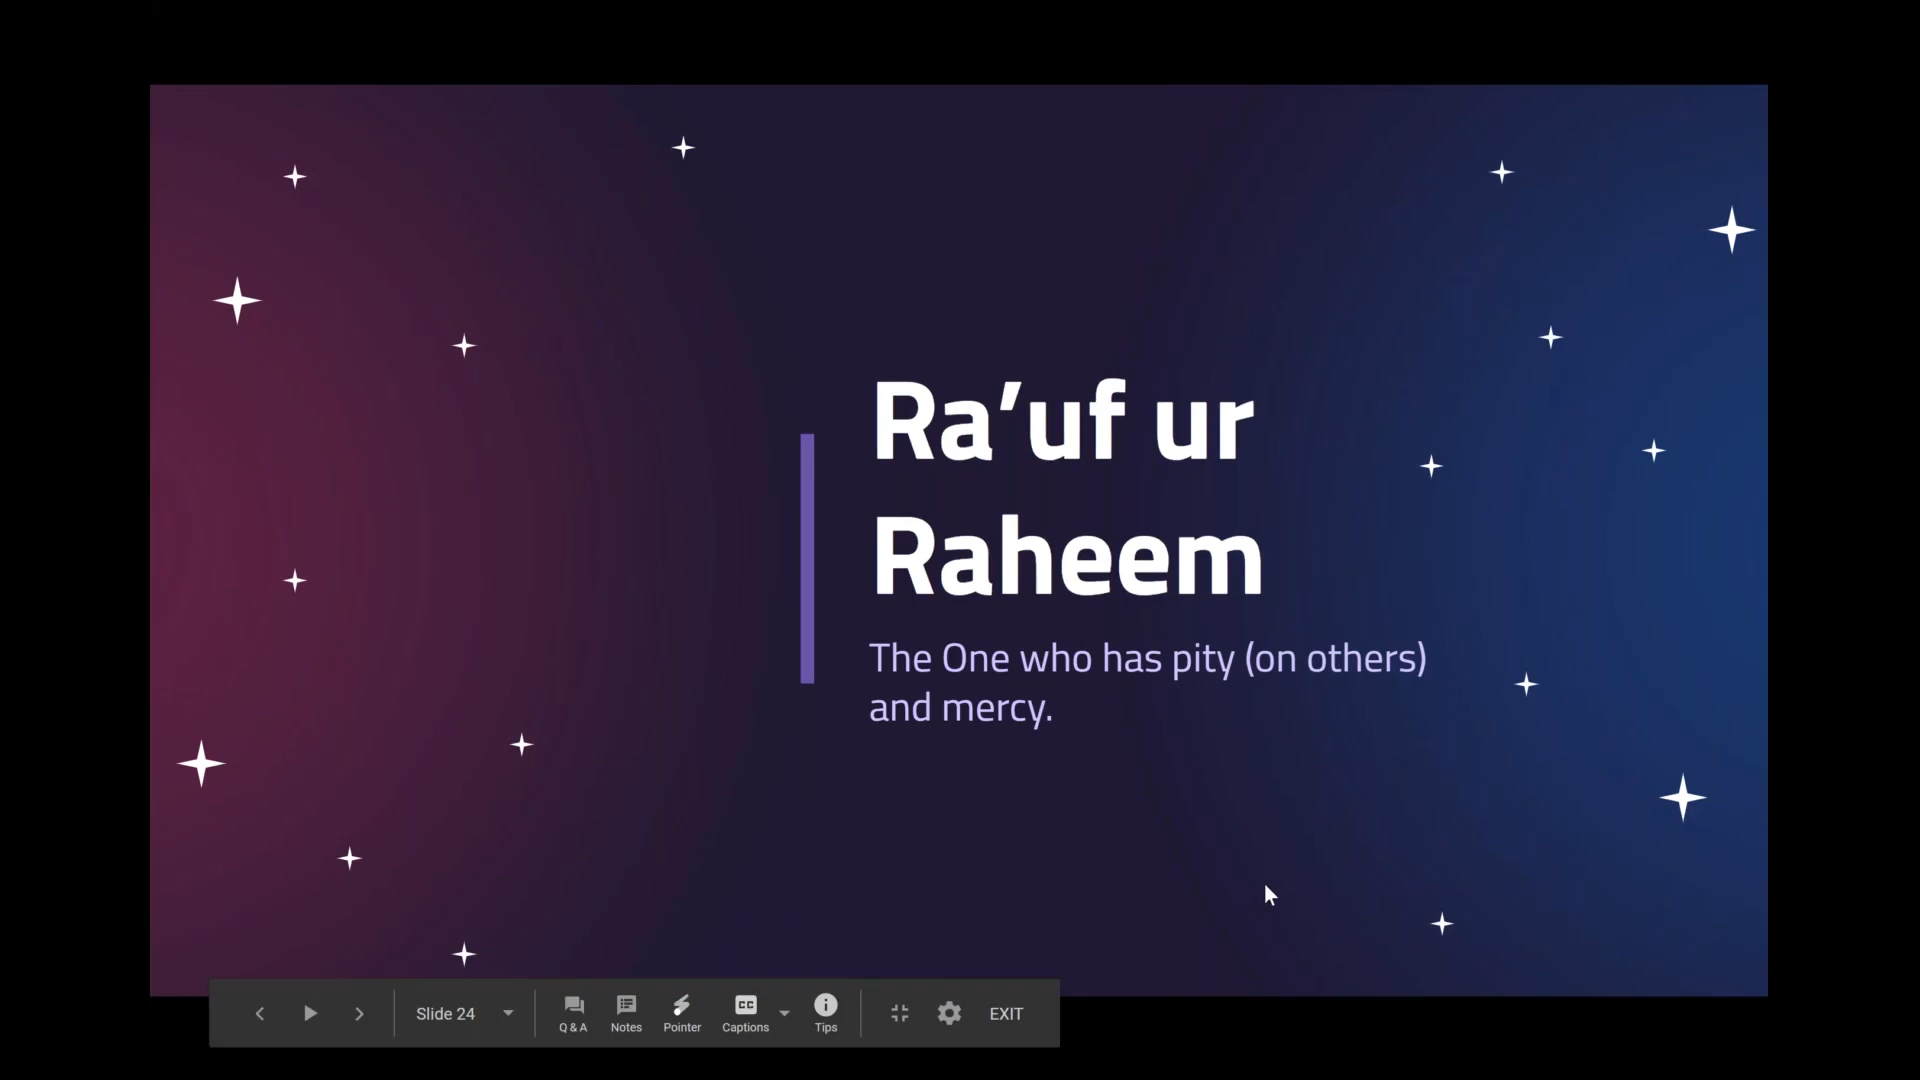 Ra’uf ur
Raheem
The One who has pity (on others)
and mercy.
Slide 24
Q & A
Notes
Pointer
CC
Captions
Tips
EXIT